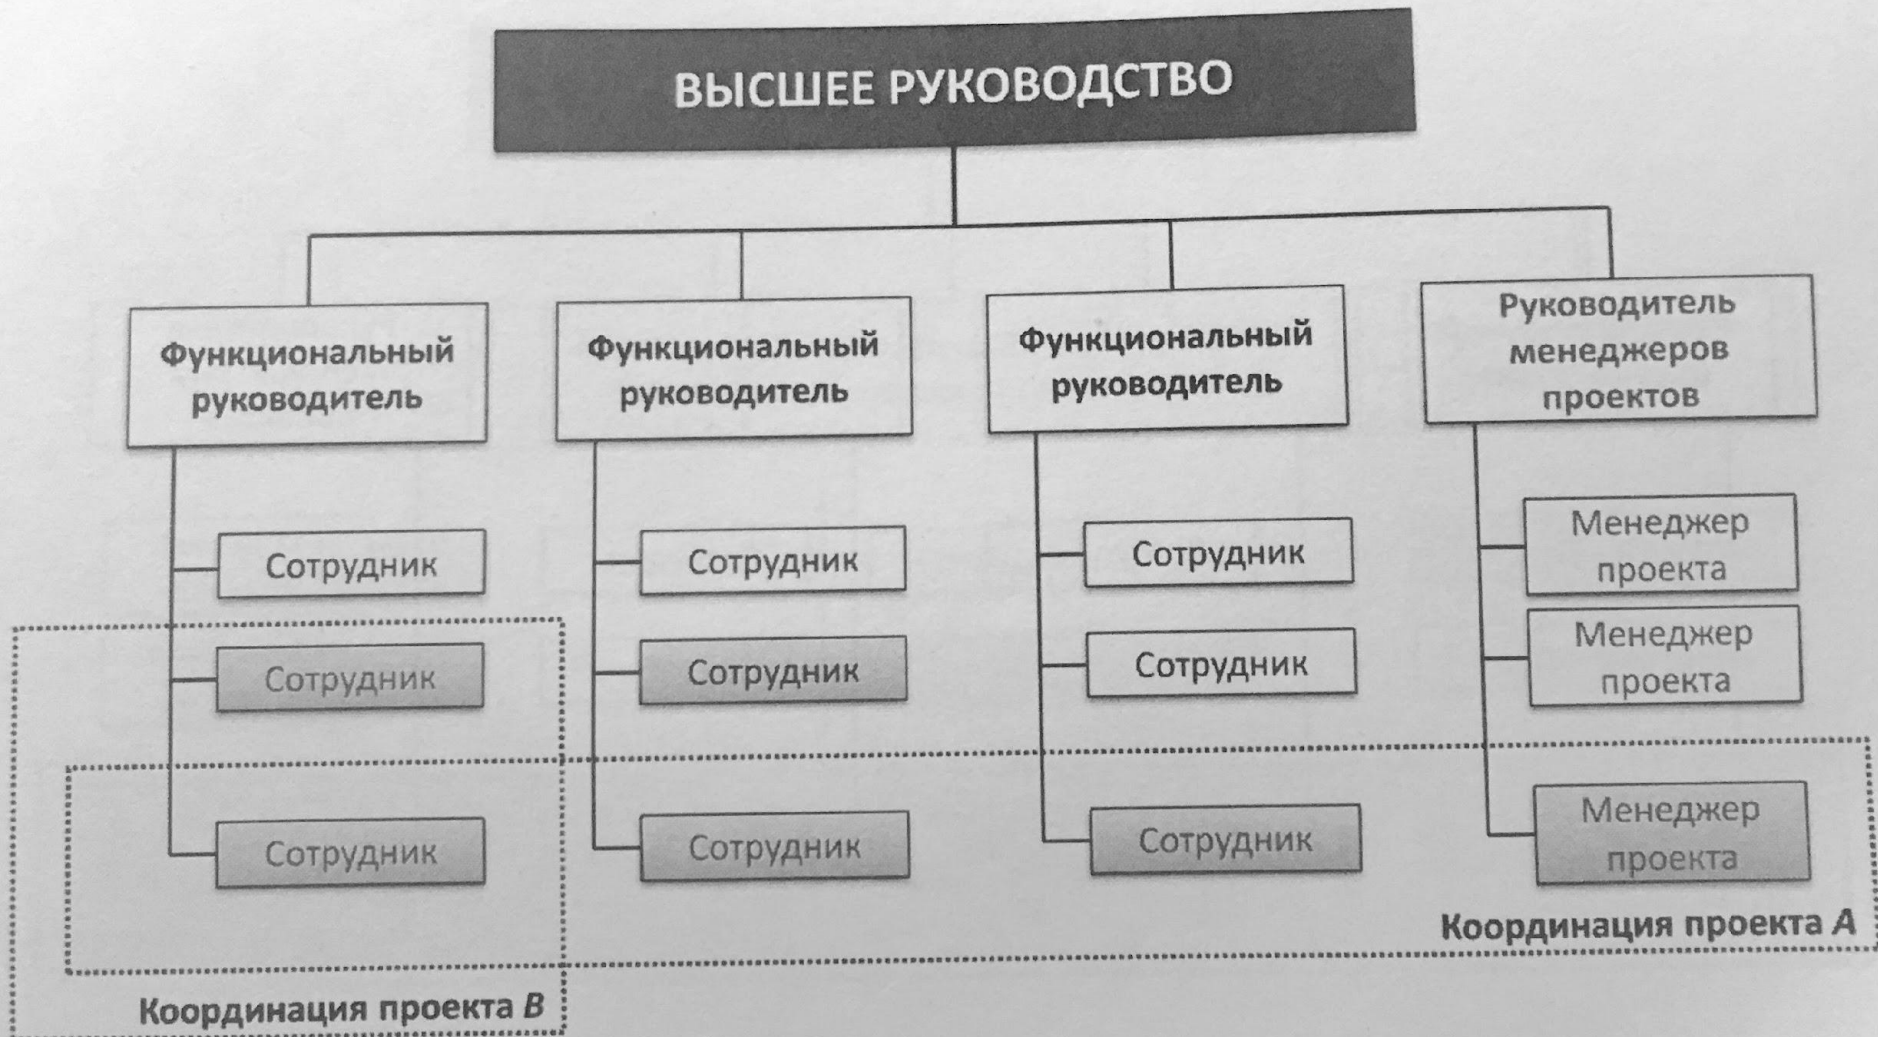 ВЫСШЕЕ РУКОВОДСТВО
Функциональный
руководитель
Функциональный
руководитель
Функциональный
руководитель
Руководитель
менеджеров
проектов
Сотрудник
Сотрудник
Сотрудник
Менеджер
проекта
Сотрудник
Сотрудник
Сотрудник
Менеджер
проекта
Сотрудник
Сотрудник
Сотрудник
Менеджер
проекта
Координация проекта A
Координация проекта B